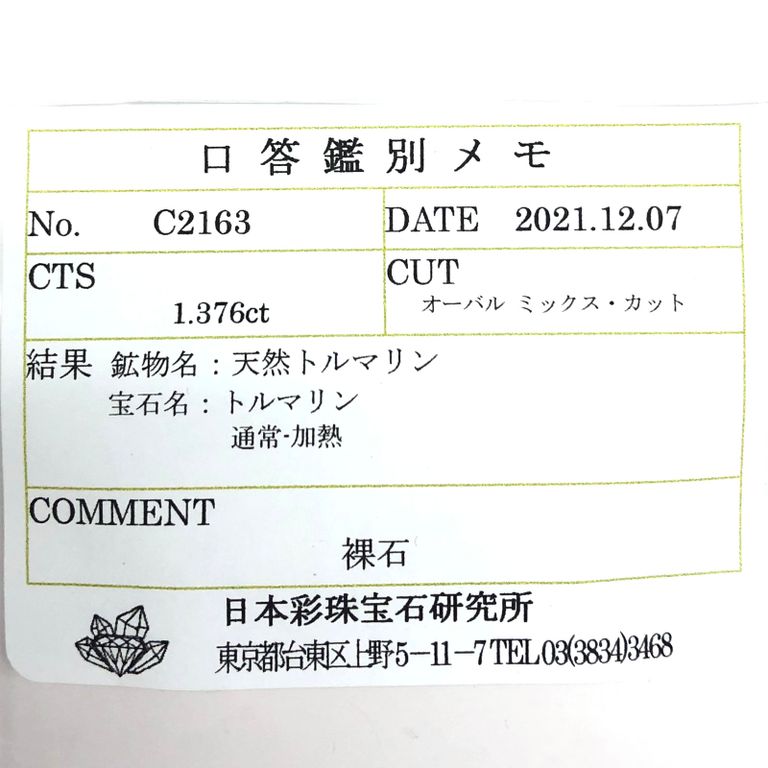 口答鑑別メモ
No. C2163
DATE 2021.12.07
CTS
1.376ct
CUT
オーバル ミックス・カット
結果 鉱物名：天然トルマリン
宝石名：トルマリン
通常-加熱
COMMENT
裸石
日本彩珠宝石研究所
東京都台東区上野5-11-7 TEL 03(3834)3468